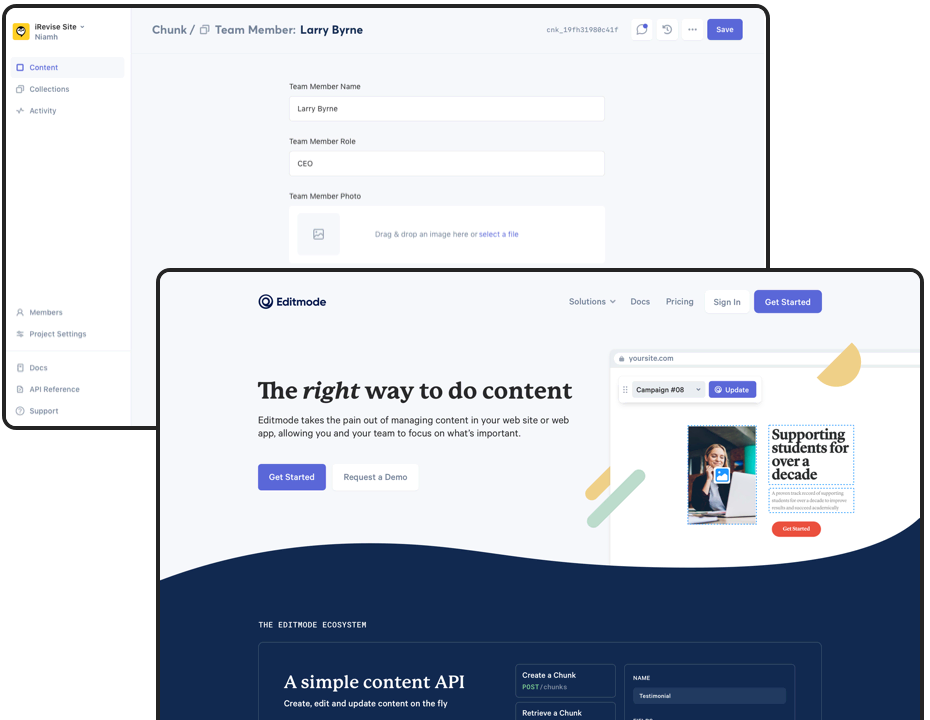 iRevise Site
Niamh
Content
Collections
Activity
Members
Project Settings
Docs
API Reference
Support
Chunk / Team Member: Larry Byrne
cnk_19fh31980c41f
Save
Team Member Name
Larry Byrne
Team Member Role
CEO
Team Member Photo
Drag & drop an image here or select a file
Editmode
Solutions
Docs
Pricing
Sign In
Get Started
The right way to do content
Editmode takes the pain out of managing content in your web site or web
app, allowing you and your team to focus on what's important.
Get Started
Request a Demo
yoursite.com
Campaign #08
Update
Supporting
students for
over a
decade
A proven track record of supporting
students for over a decade to improve
results and succeed academically
Get Started
THE EDITMODE ECOSYSTEM
A simple content API
Create, edit and update content on the fly
Create a Chunk
POST/chunks
Retrieve a Chunk
NAME
Testimonial